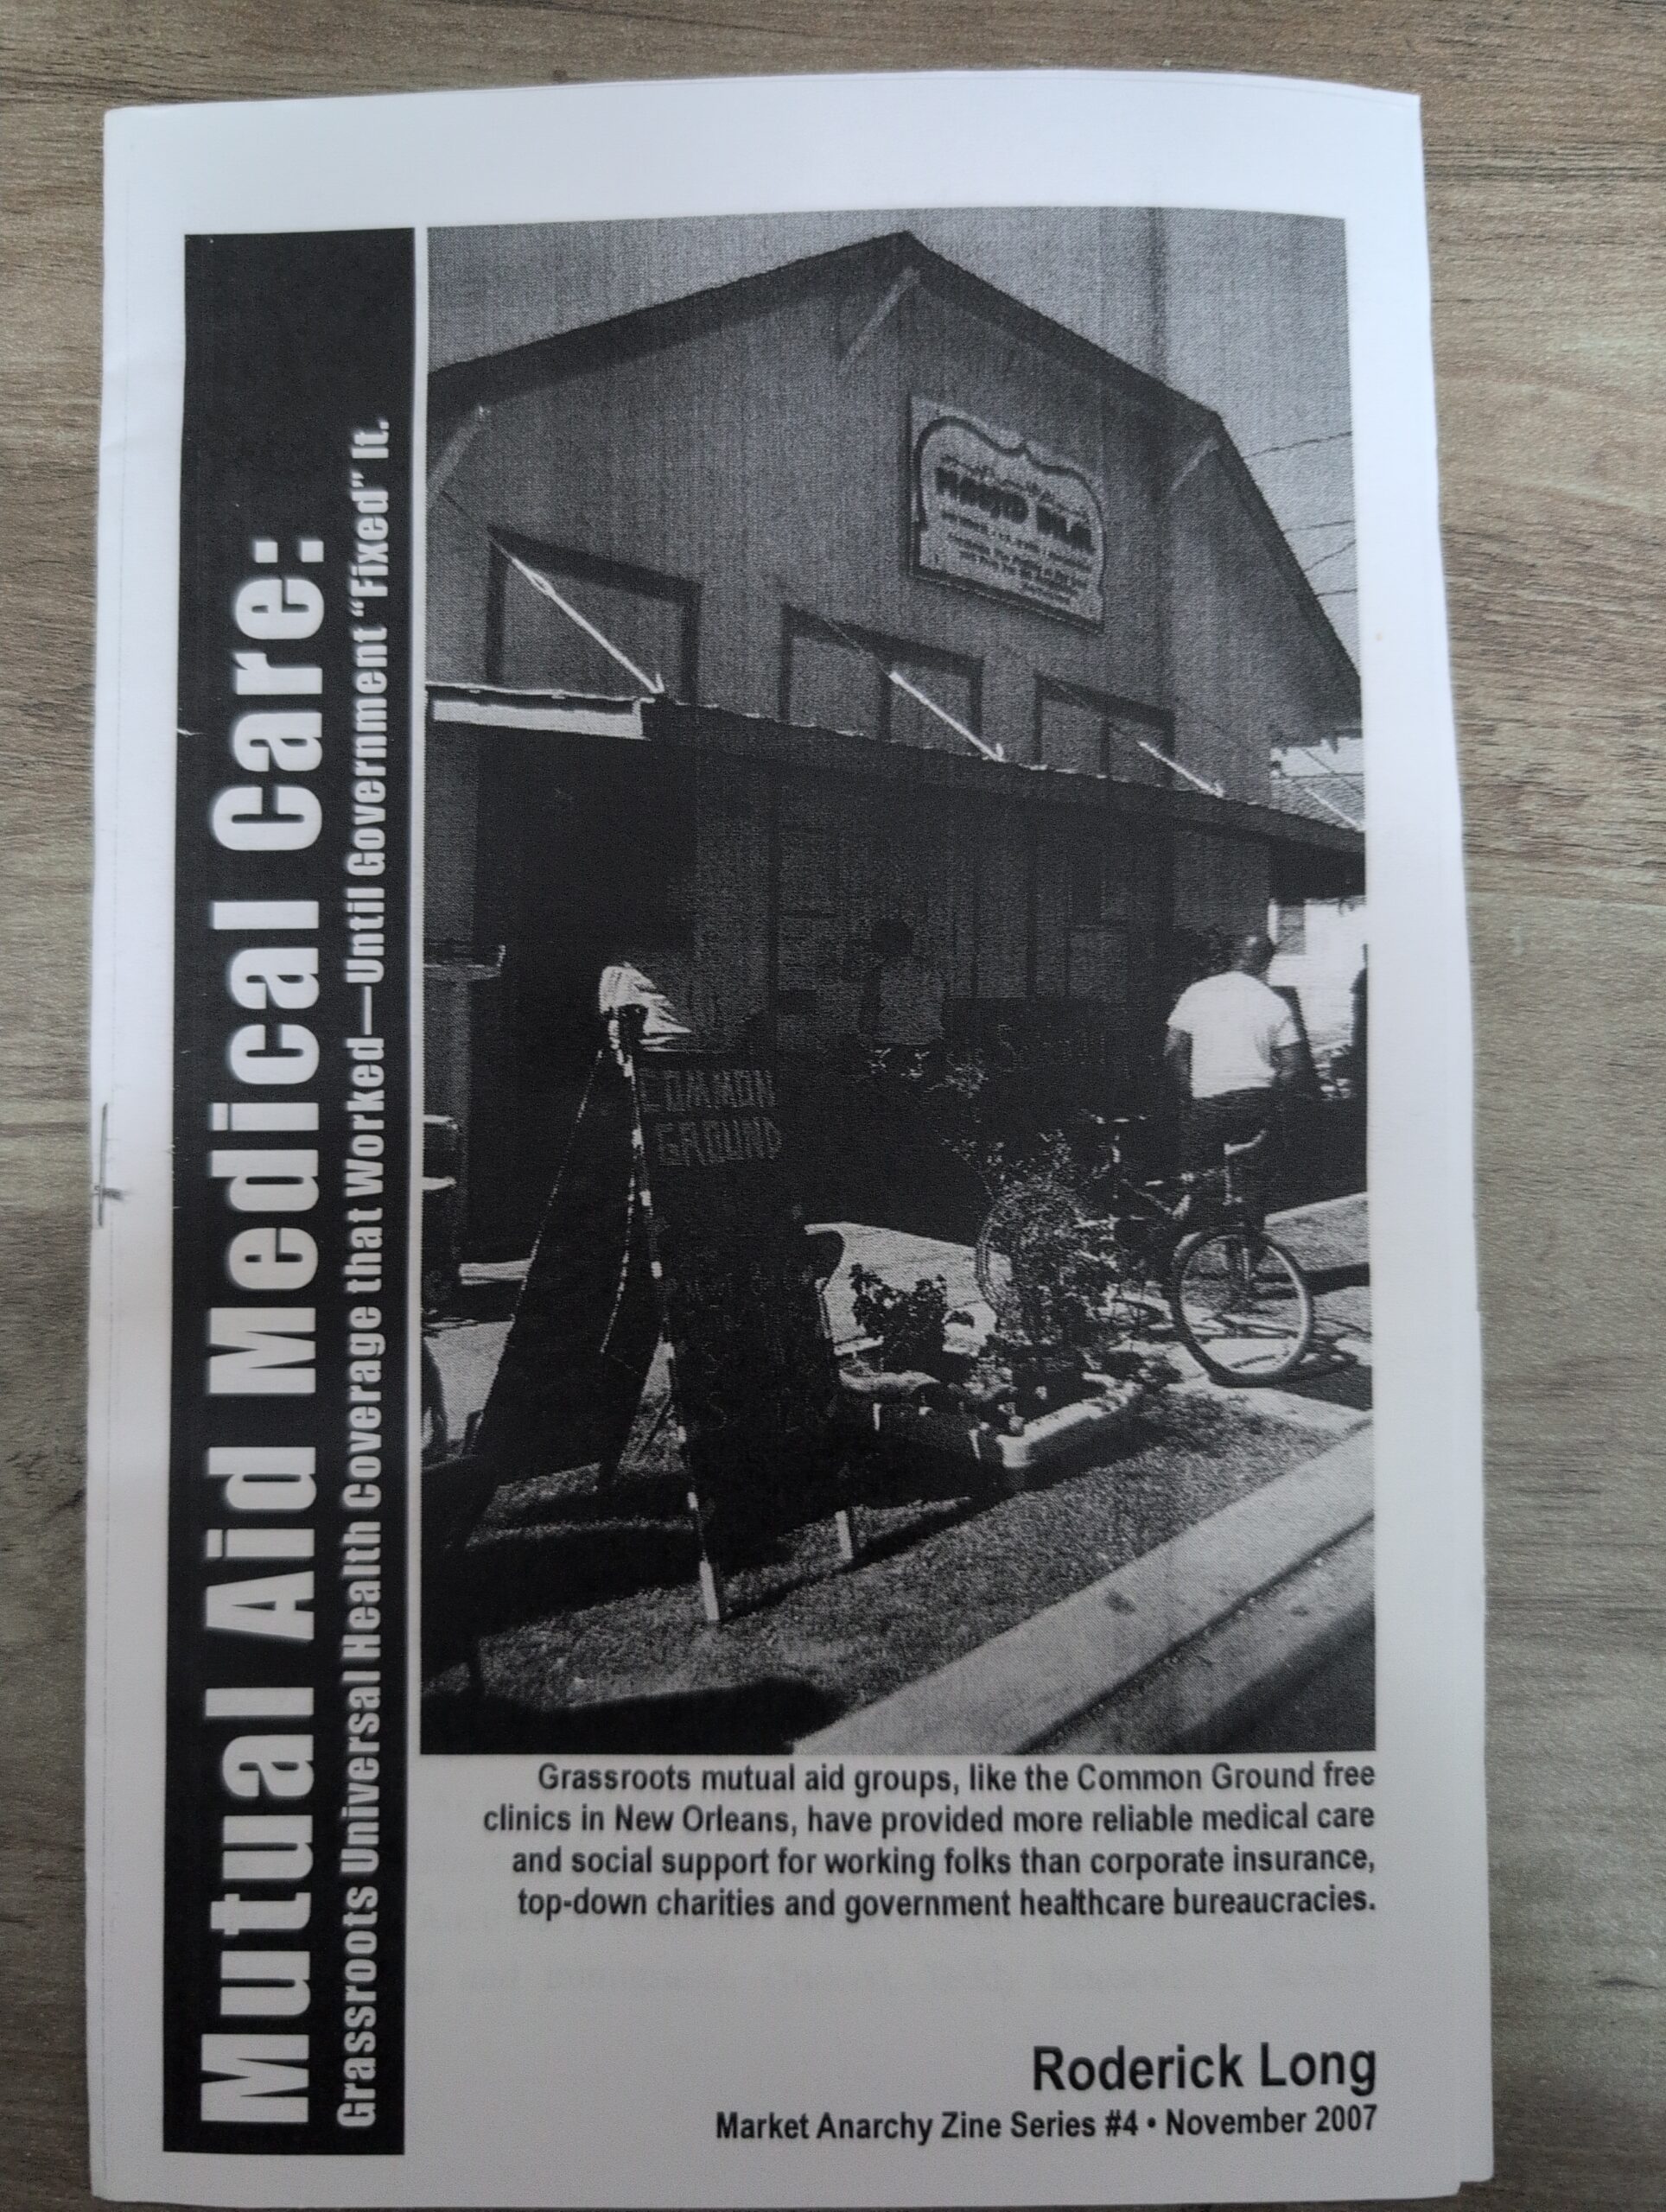 Mutual Aid Medical Care:
Grassroots Universal Health Coverage that Worked—Until Government “Fixed” It.
MASJID BILAL
COMMON
GROUND
Grassroots mutual aid groups, like the Common Ground free
clinics in New Orleans, have provided more reliable medical care
and social support for working folks than corporate insurance,
top-down charities and government healthcare bureaucracies.
Roderick Long
Market Anarchy Zine Series #4 • November 2007